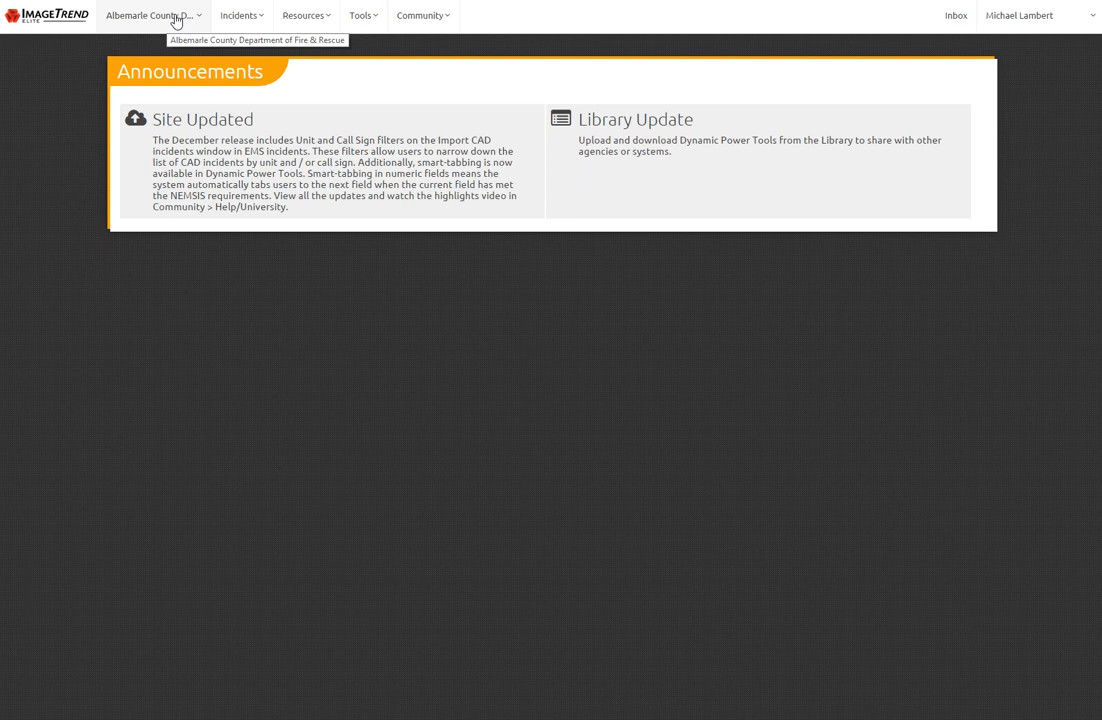 IMAGETREND ELITE Albemarle County D... Incidents Resources Tools Community Inbox Michael Lambert
Albemarle County Department of Fire & Rescue
Announcements
Site Updated
The December release includes Unit and Call Sign filters on the Import CAD
incidents window in EMS incidents. These filters allow users to narrow down the
list of CAD incidents by unit and / or call sign. Additionally, smart-tabbing is now
available in Dynamic Power Tools. Smart-tabbing in numeric fields means the
system automatically tabs users to the next field when the current field has met
the NEMSIS requirements. View all the updates and watch the highlights video in
Community > Help/University.
Library Update
Upload and download Dynamic Power Tools from the Library to share with other
agencies or systems.